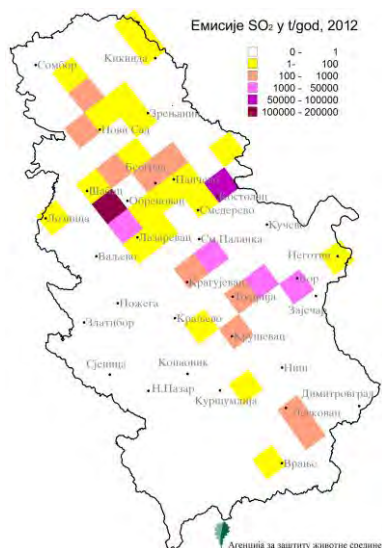 Емисије SO₂ у t/god, 2012
0 - 1
1- 100
100 - 1000
1000 - 50000
50000 - 100000
100000 - 200000
Кикинда
Сомбор
Зрењанин
Нови Сад
Београд
Панчево
Шабац
Обреновац
Костолац
Смедерево
Лозница
Кучево
Лазаревац
См.Паланка
Ваљево
Неготин
Бор
Крагујевац
Ћуприја
Зајечар
Пожега
Краљево
Златибор
Крушевац
Сјеница
Копаоник
Ниш
Н.Пазар
Куршумлија
Димитровград
Лесковац
Врање
Агенција за заштиту животне средине